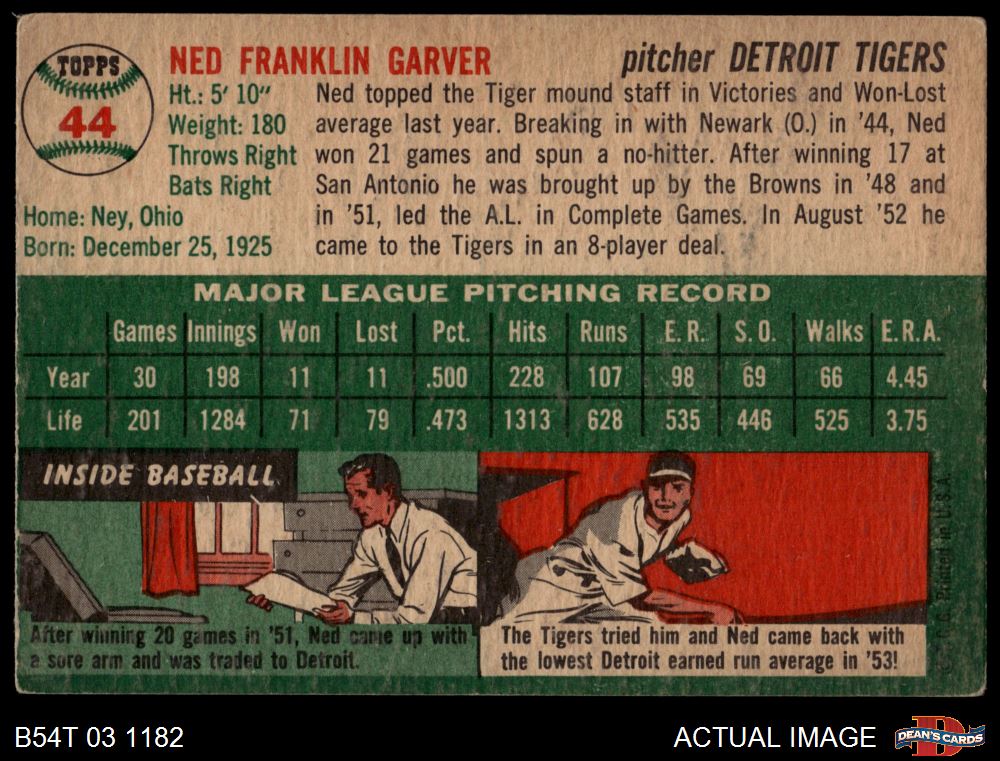 TOPPS
44
NED FRANKLIN GARVER
pitcher DETROIT TIGERS
Ht.: 5' 10"
Weight: 180
Throws Right
Bats Right
Home: Ney, Ohio
Born: December 25, 1925
Ned topped the Tiger mound staff in Victories and Won-Lost
average last year. Breaking in with Newark (O.) in '44, Ned
won 21 games and spun a no-hitter. After winning 17 at
San Antonio he was brought up by the Browns in '48 and
in '51, led the A.L. in Complete Games. In August '52 he
came to the Tigers in an 8-player deal.
MAJOR LEAGUE PITCHING RECORD
Games Innings Won Lost Pct. Hits Runs E.R. S.O. Walks E.R.A.
Year 30 198 11 11 .500 228 107 98 69 66 4.45
Life 201 1284 71 79 .473 1313 628 535 446 525 3.75
INSIDE BASEBALL
After winning 20 games in '51, Ned came up with
a sore arm and was traded to Detroit.
The Tigers tried him and Ned came back with
the lowest Detroit earned run average in '53!
T. C. G. Printed in U.S.A.
B54T 03 1182
ACTUAL IMAGE
DEAN'S CARDS